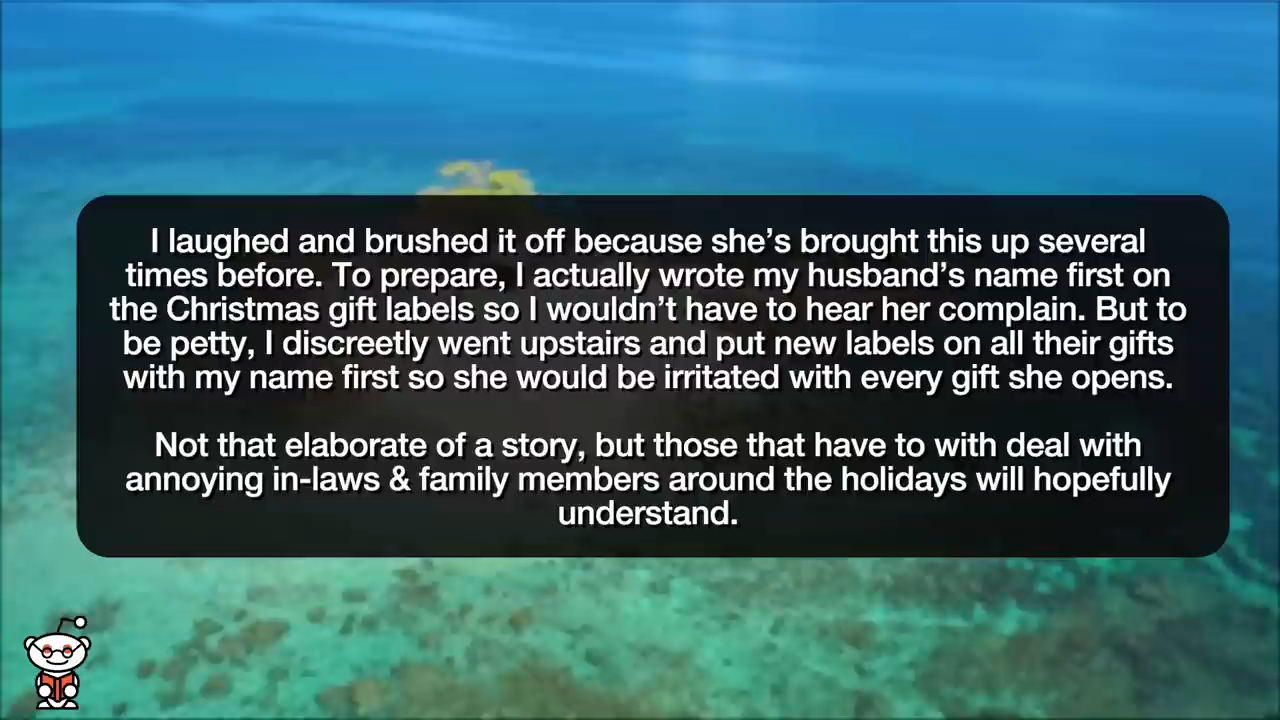 I laughed and brushed it off because she’s brought this up several
times before. To prepare, I actually wrote my husband’s name first on
the Christmas gift labels so I wouldn’t have to hear her complain. But to
be petty, I discreetly went upstairs and put new labels on all their gifts
with my name first so she would be irritated with every gift she opens.
Not that elaborate of a story, but those that have to with deal with
annoying in-laws & family members around the holidays will hopefully
understand.